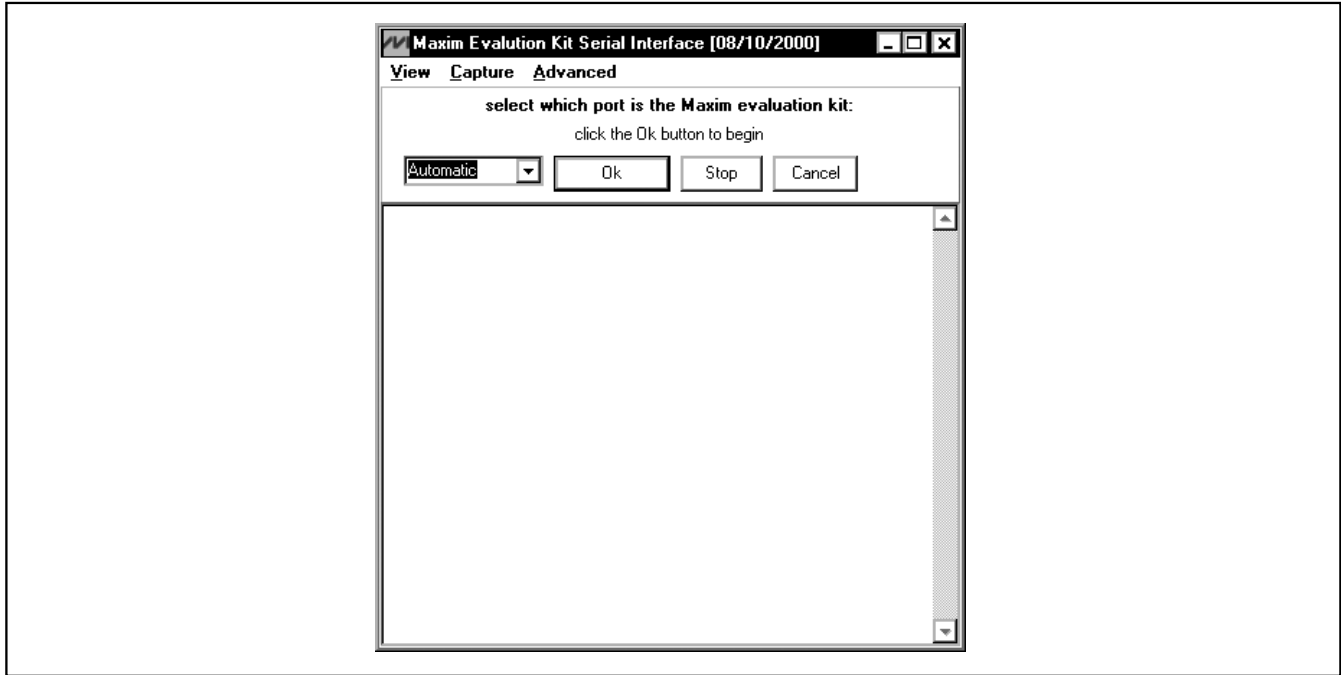 Maxim Evalution Kit Serial Interface [08/10/2000]
View Capture Advanced
select which port is the Maxim evaluation kit:
click the Ok button to begin
Automatic Ok Stop Cancel